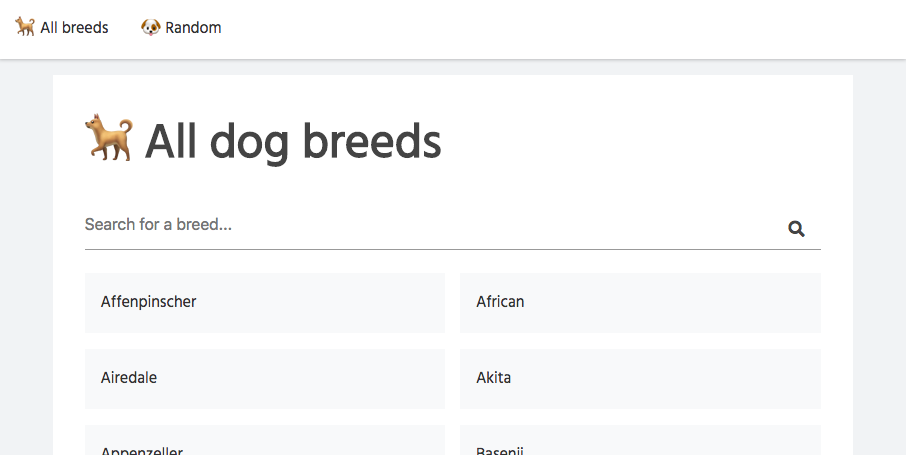 🐕 All breeds 🐶 Random
🐕 All dog breeds
Search for a breed...
Affenpinscher African
Airedale Akita
Appenzeller Basenji